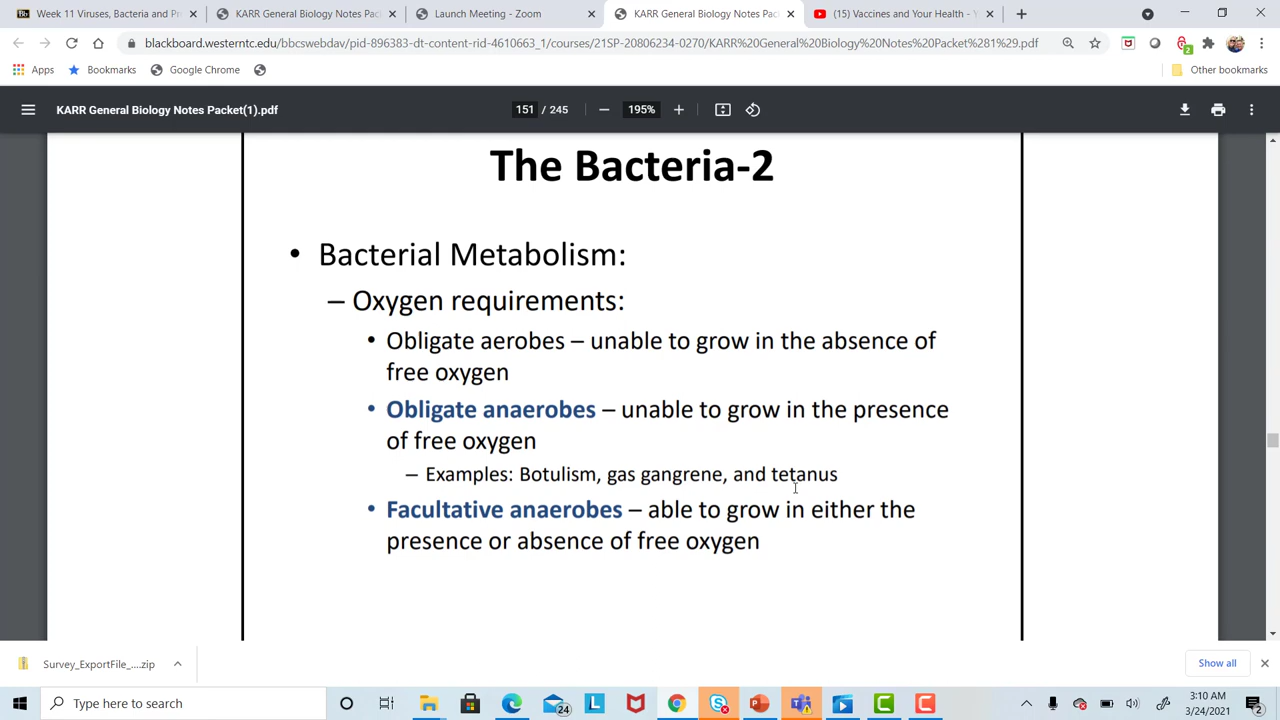 Week 11 Viruses, Bacteria and Pr
KARR General Biology Notes Pac
Launch Meeting - Zoom
KARR General Biology Notes Pac
(15) Vaccines and Your Health - Y
blackboard.westerntc.edu/bbcswebdav/pid-896383-dt-content-rid-4610663_1/courses/21SP-20806234-0270/KARR%20General%20Biology%20Notes%20Packet%281%29.pdf
2
Apps
Bookmarks
Google Chrome
Other bookmarks
KARR General Biology Notes Packet(1).pdf
151 / 245
195%
The Bacteria-2
• Bacterial Metabolism:
– Oxygen requirements:
• Obligate aerobes – unable to grow in the absence of
free oxygen
• Obligate anaerobes – unable to grow in the presence
of free oxygen
– Examples: Botulism, gas gangrene, and tetanus
• Facultative anaerobes – able to grow in either the
presence or absence of free oxygen
Survey_ExportFile_....zip
Show all
Type here to search
24
3:10 AM
3/24/2021
2